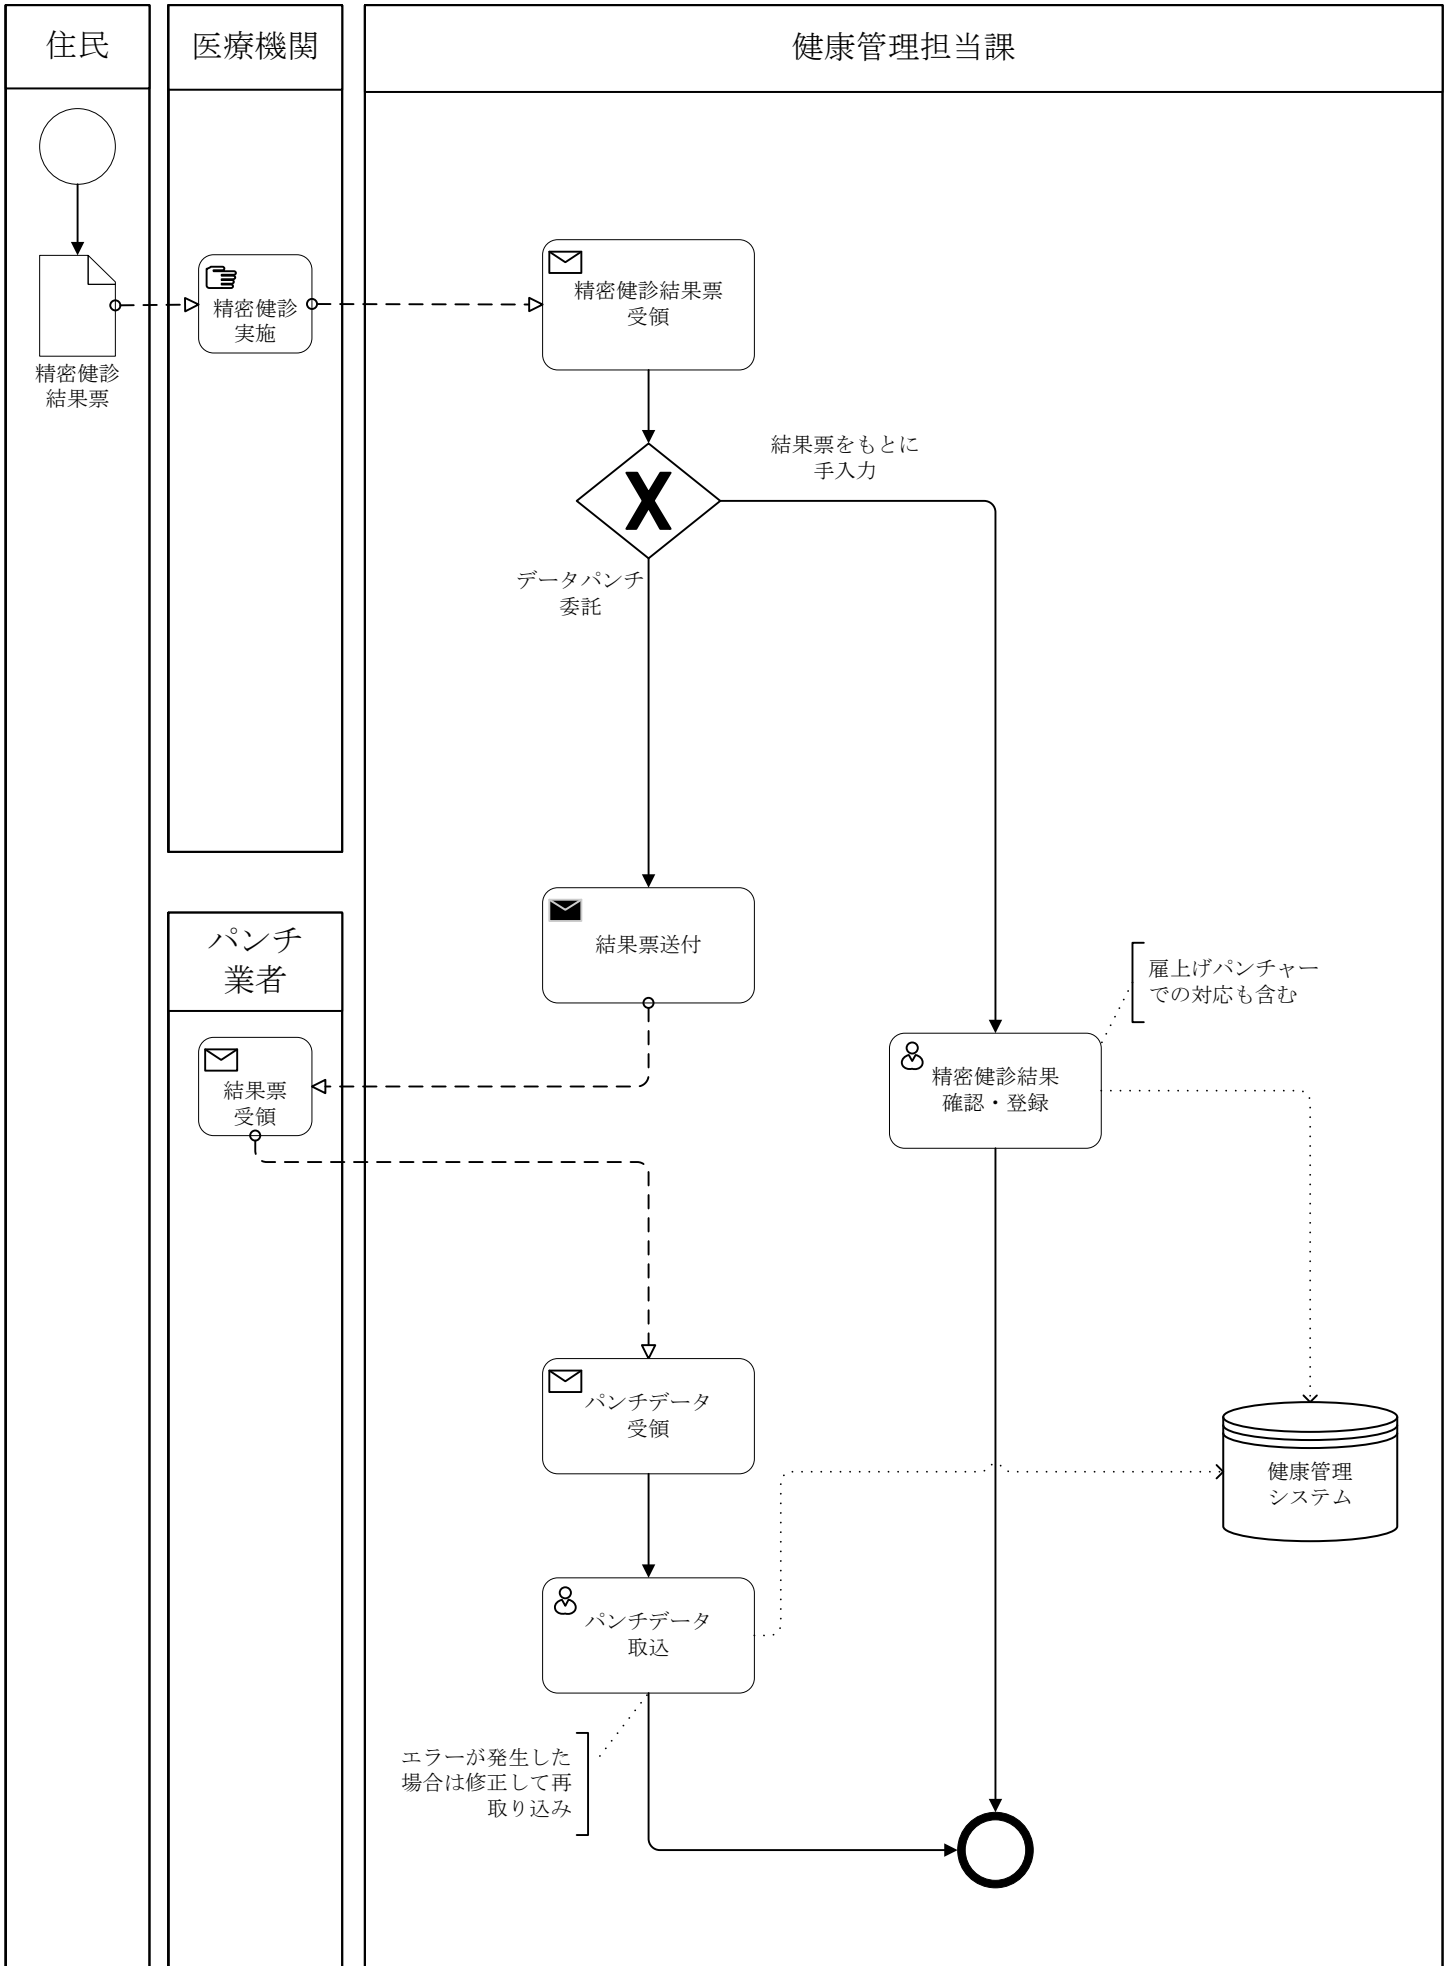 住民
医療機関
健康管理担当課
精密健診
結果票
精密健診
実施
精密健診結果票
受領
結果票をもとに
手入力
データパンチ
委託
結果票送付
パンチ
業者
結果票
受領
雇上げパンチャー
での対応も含む
精密健診結果
確認・登録
パンチデータ
受領
健康管理
システム
パンチデータ
取込
エラーが発生した
場合は修正して再
取り込み